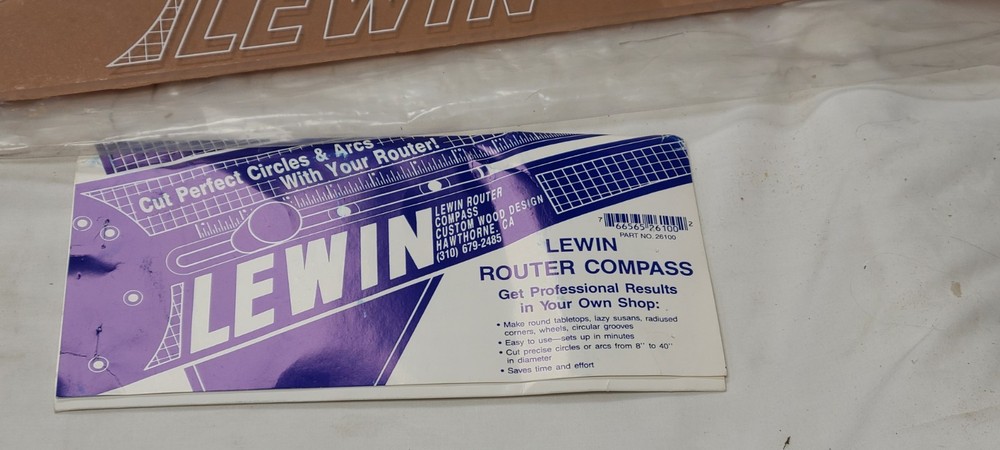 LEWIN
Cut Perfect Circles & Arcs
With Your Router!
LEWIN
LEWIN ROUTER
COMPASS
CUSTOM WOOD DESIGN
HAWTHORNE, CA
(310) 679-2485
7 66565 26100 2
PART NO. 26100
LEWIN
ROUTER COMPASS
Get Professional Results
in Your Own Shop:
• Make round tabletops, lazy susans, radiused
corners, wheels, circular grooves
• Easy to use—sets up in minutes
• Cut precise circles or arcs from 8" to 40"
in diameter
• Saves time and effort